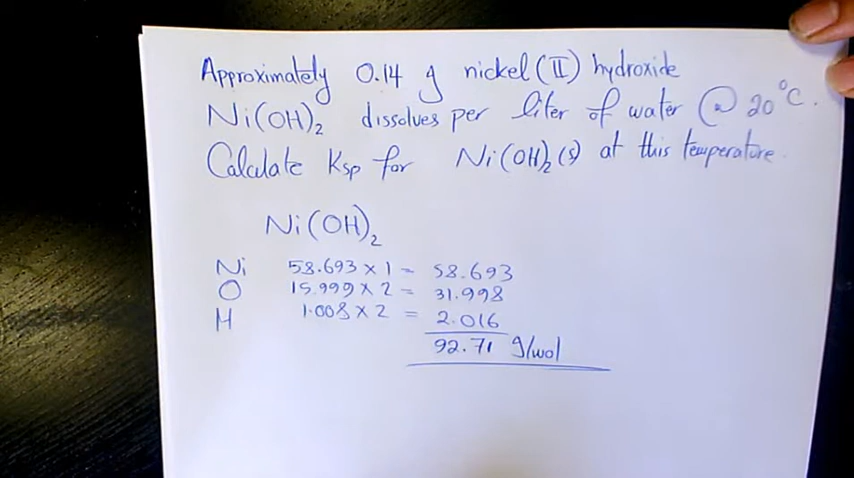 Approximately 0.14 g nickel (II) hydroxide
Ni(OH)₂ dissolves per liter of water @ 20°C.
Calculate Ksp for Ni(OH)₂(s) at this temperature.
Ni(OH)₂
Ni 58.693 × 1 = 58.693
O 15.999 × 2 = 31.998
H 1.008 × 2 = 2.016
92.71 g/mol